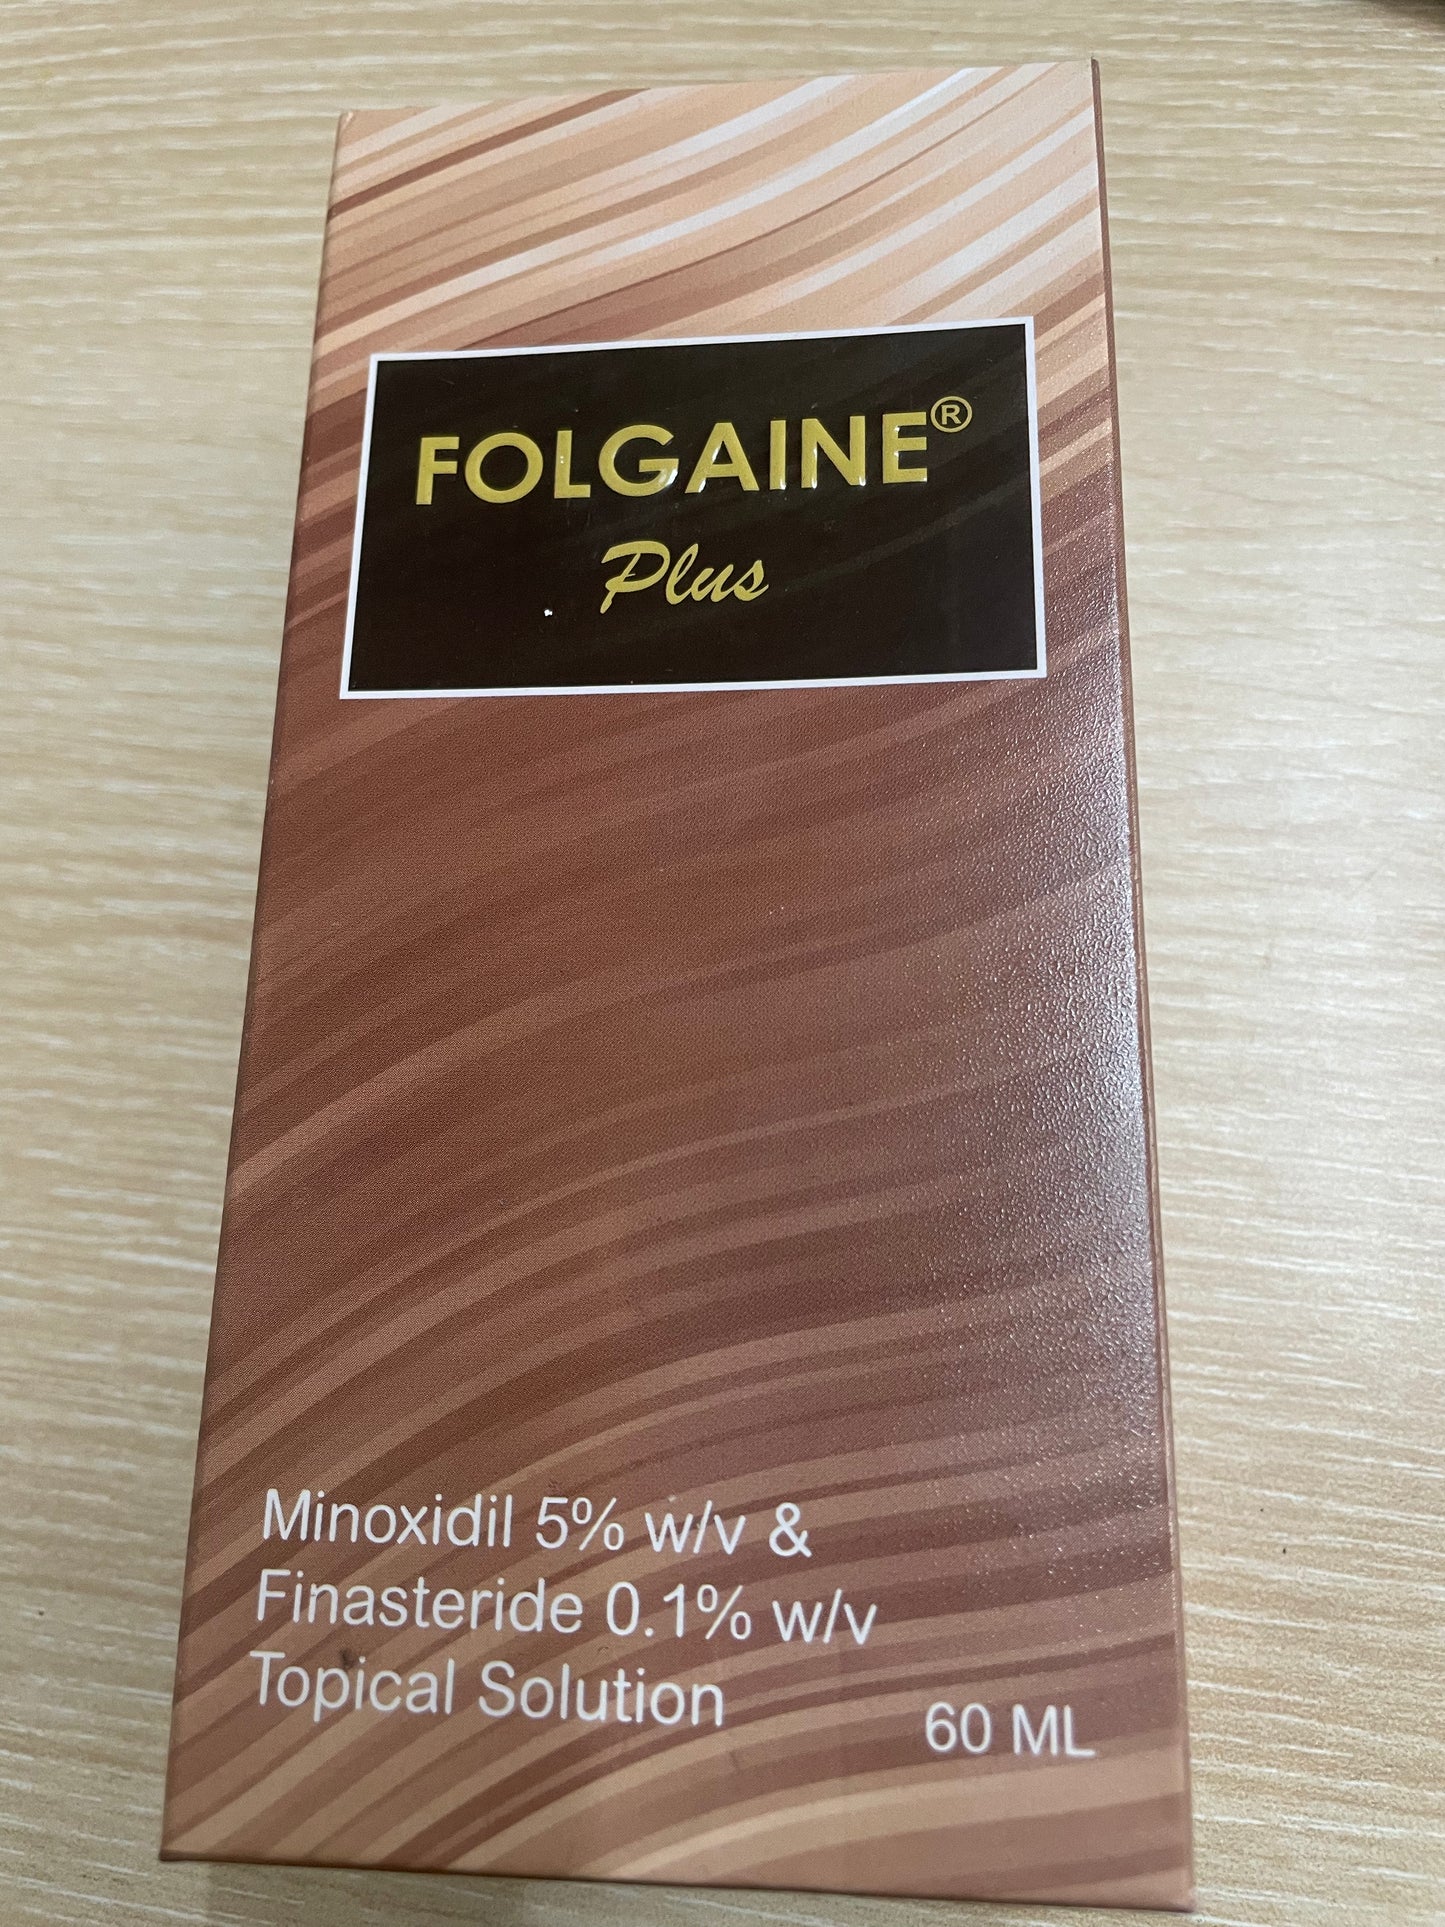 FOLGAINE®
Plus
Minoxidil 5% w/v &
Finasteride 0.1% w/v
Topical Solution
60 ML